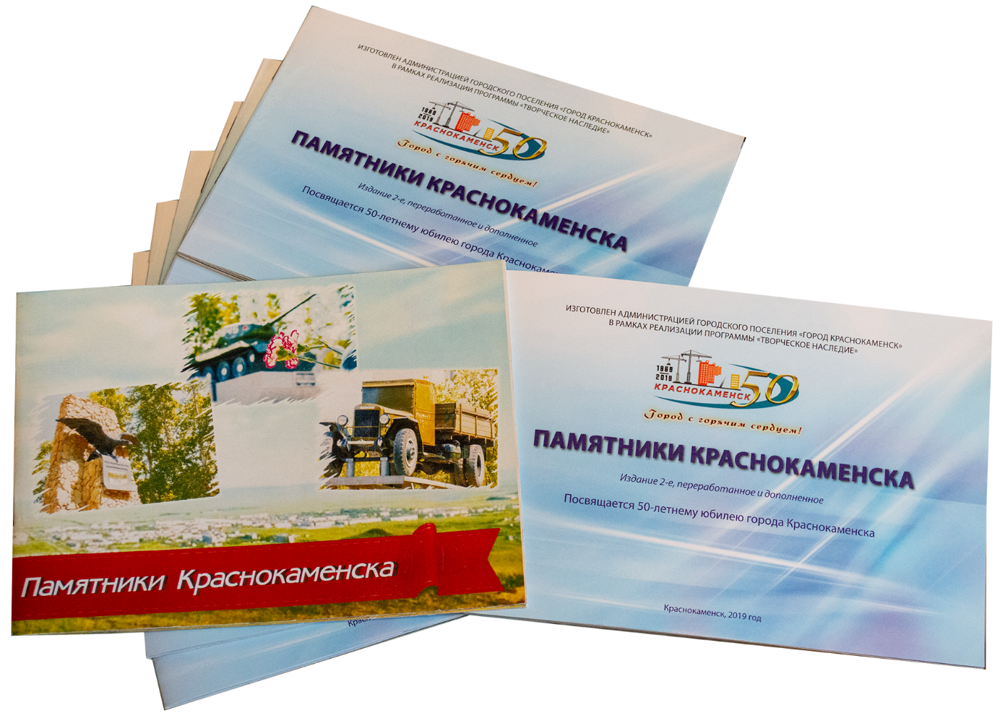 ИЗГОТОВЛЕН АДМИНИСТРАЦИЕЙ ГОРОДСКОГО ПОСЕЛЕНИЯ «ГОРОД КРАСНОКАМЕНСК»
В РАМКАХ РЕАЛИЗАЦИИ ПРОГРАММЫ «ТВОРЧЕСКОЕ НАСЛЕДИЕ»
1969
2019
КРАСНОКАМЕНСК 50
Город с горячим сердцем!
ПАМЯТНИКИ КРАСНОКАМЕНСКА
Издание 2-е, переработанное и дополненное
Посвящается 50-летнему юбилею города Краснокаме
Памятники Краснокаменска
ИЗГОТОВЛЕН АДМИНИСТРАЦИЕЙ ГОРОДСКОГО ПОСЕЛЕНИЯ «ГОРОД КРАСНОКАМЕНСК»
В РАМКАХ РЕАЛИЗАЦИИ ПРОГРАММЫ «ТВОРЧЕСКОЕ НАСЛЕДИЕ»
1969
2019
КРАСНОКАМЕНСК 50
Город с горячим сердцем!
ПАМЯТНИКИ КРАСНОКАМЕНСКА
Издание 2-е, переработанное и дополненное
Посвящается 50-летнему юбилею города Краснокаменска
Краснокаменск, 2019 год